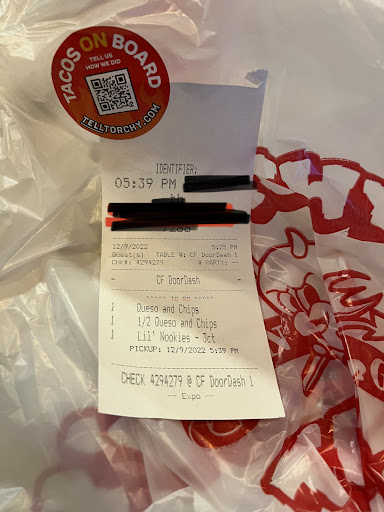 TACOS ON BOARD
TELL US
HOW WE DID
TELLTORCHY.COM
IDENTIFIER:
05:39 PM
12/9/2022 5:25 PM
Guest(s) TABLE #: CF DoorDash 1
CHK#: 4294279 # PARTY:
- CF DoorDash -
***** TO GO *****
1 Queso and Chips
1 1/2 Queso and Chips
1 Lil' Nookies - 3ct
PICKUP: 12/9/2022 5:39 PM
CHECK 4294279 @ CF DoorDash 1
-- Expo --